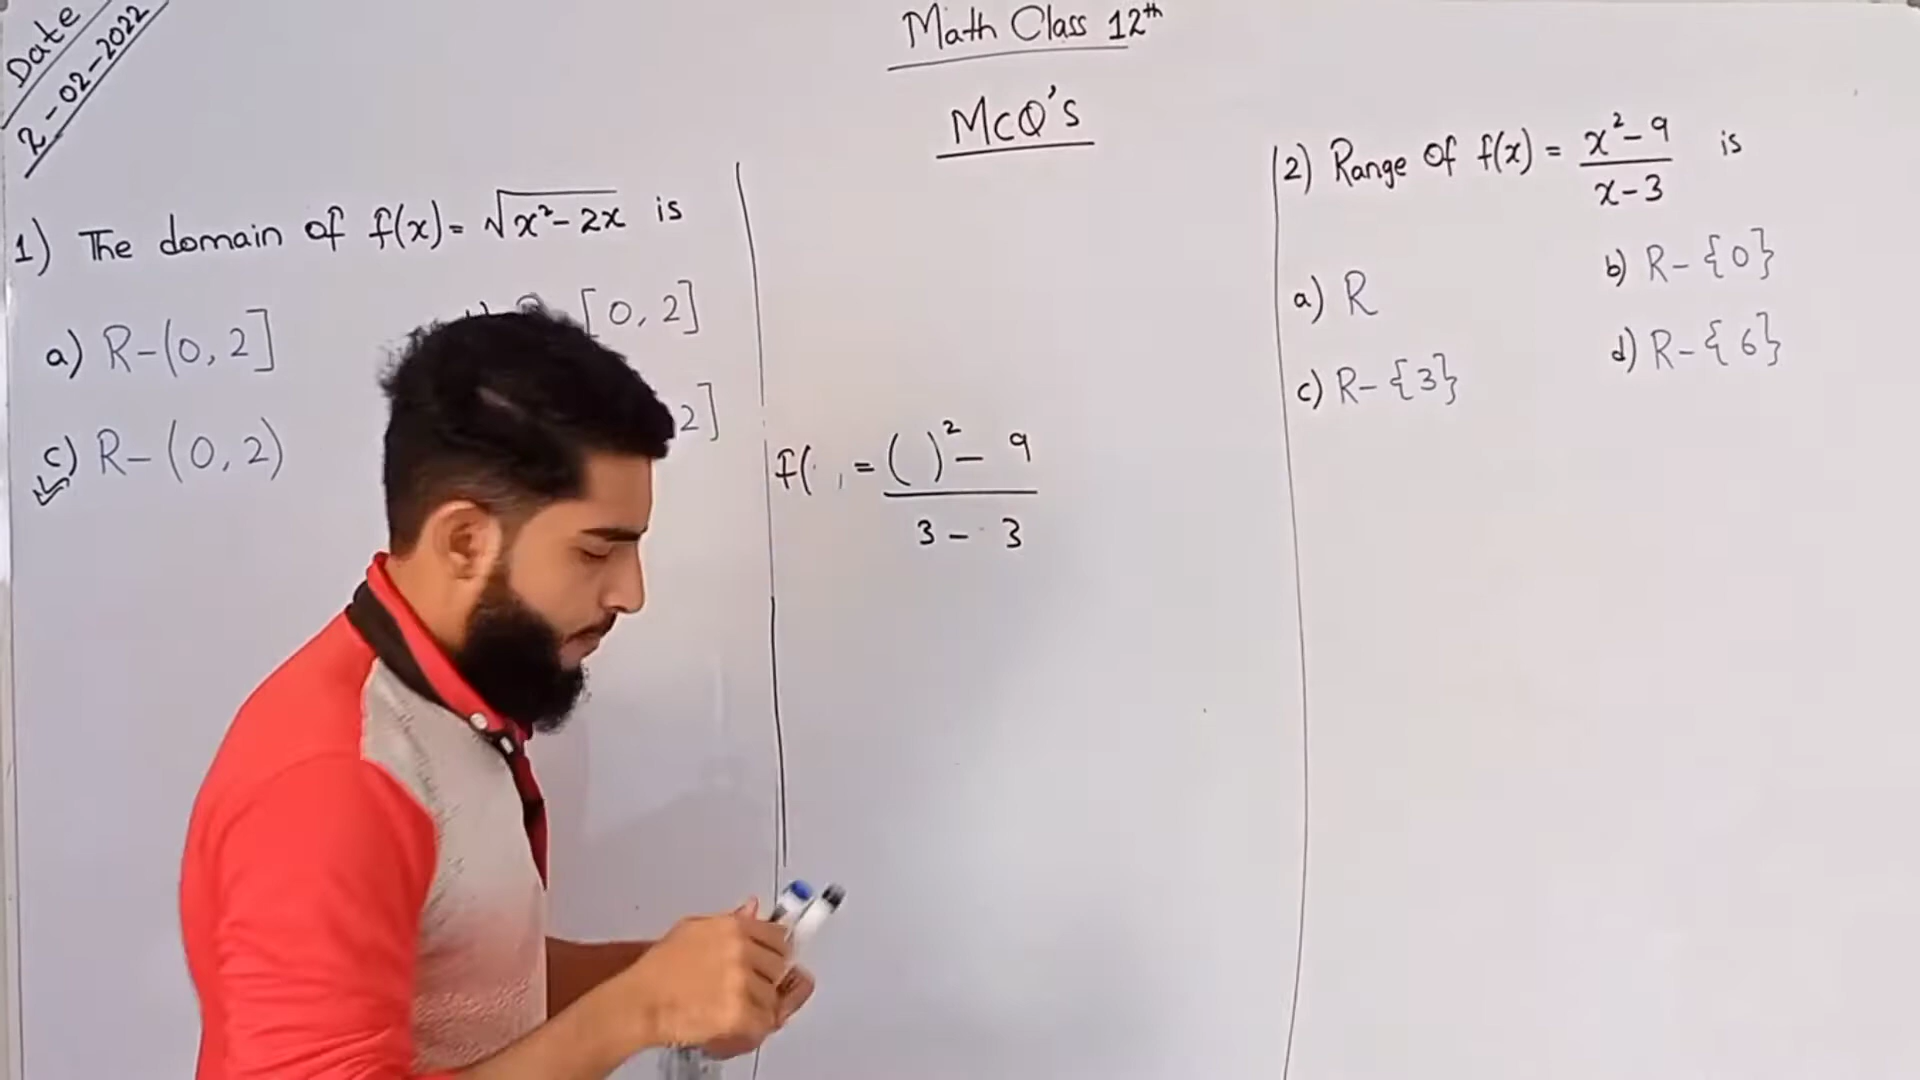 Date
2-02-2022
Math Class 12th
McQ's
1) The domain of f(x) = √x²-2x is
a) R-(0, 2]
[0, 2]
c) R-(0, 2)
2]
f( = ( )² - 9
3 - 3
2) Range of f(x) = x² - 9 is
x - 3
a) R
b) R-{0}
c) R-{3}
d) R-{6}